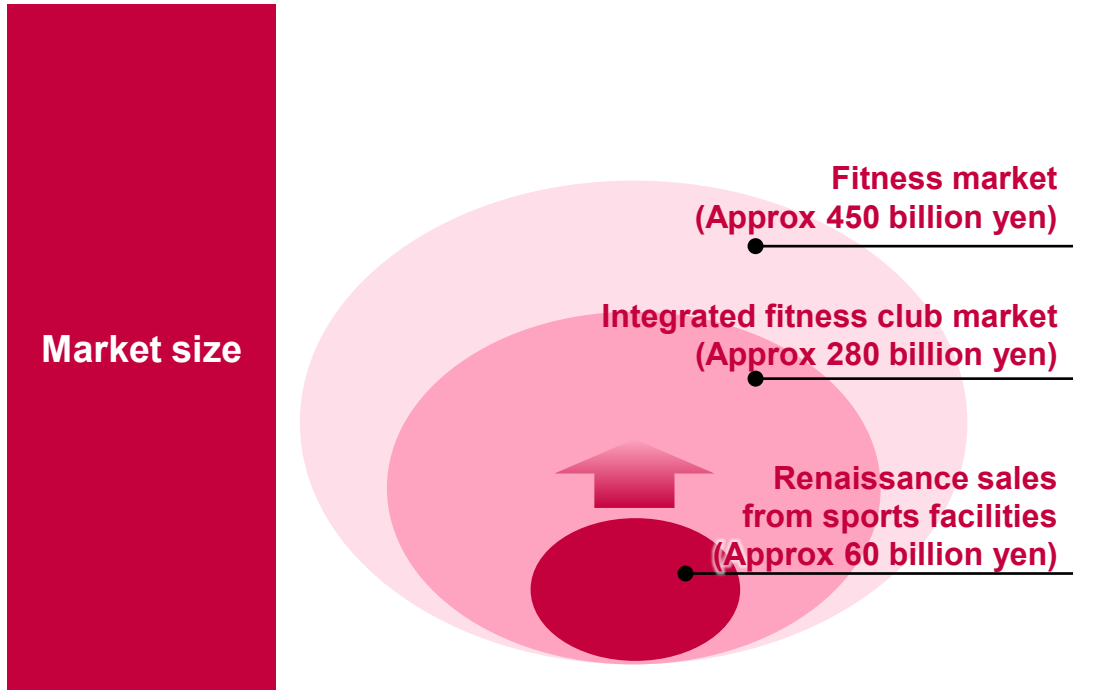 Market size
Fitness market
(Approx 450 billion yen)
Integrated fitness club market
(Approx 280 billion yen)
Renaissance sales
from sports facilities
(Approx 60 billion yen)